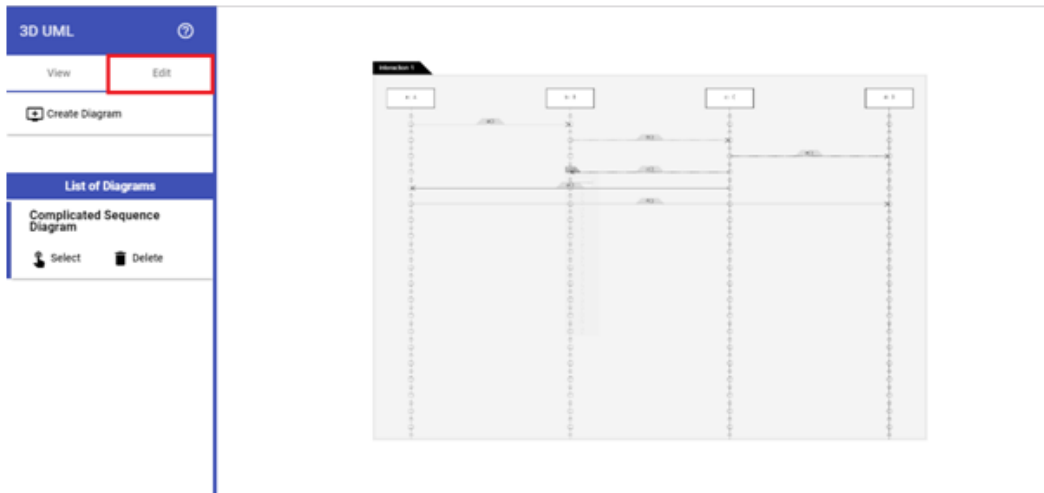 3D UML
View
Edit
Create Diagram
List of Diagrams
Complicated Sequence
Diagram
Select
Delete
Interaction 1